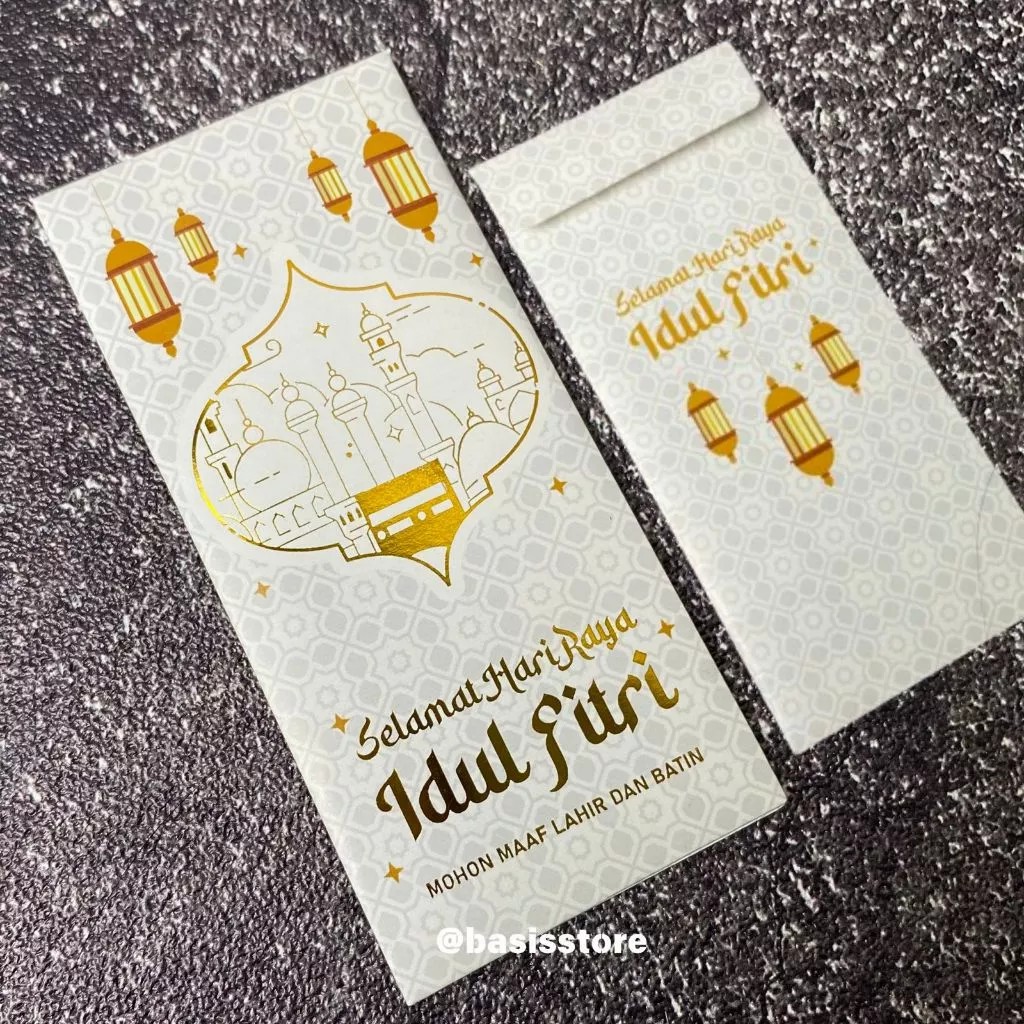 Selamat Hari Raya
Idul Fitri
MOHON MAAF LAHIR DAN BATIN
Selamat Hari Raya
Idul Fitri
@basisstore